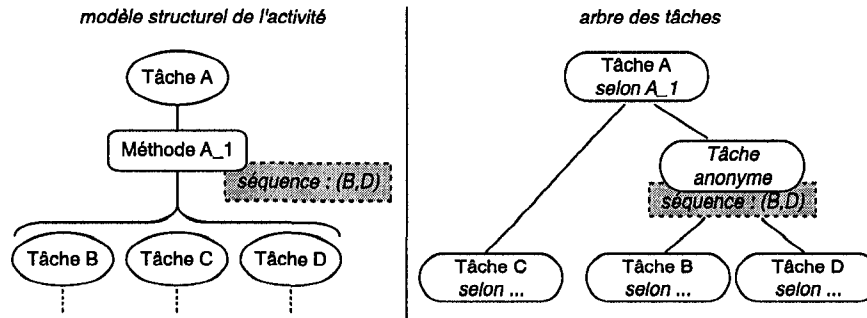 modèle structurel de l'activité
Tâche A
Méthode A_1
séquence : (B,D)
Tâche B
Tâche C
Tâche D
arbre des tâches
Tâche A
selon A_1
Tâche
anonyme
séquence : (B,D)
Tâche C
selon ...
Tâche B
selon ...
Tâche D
selon ...